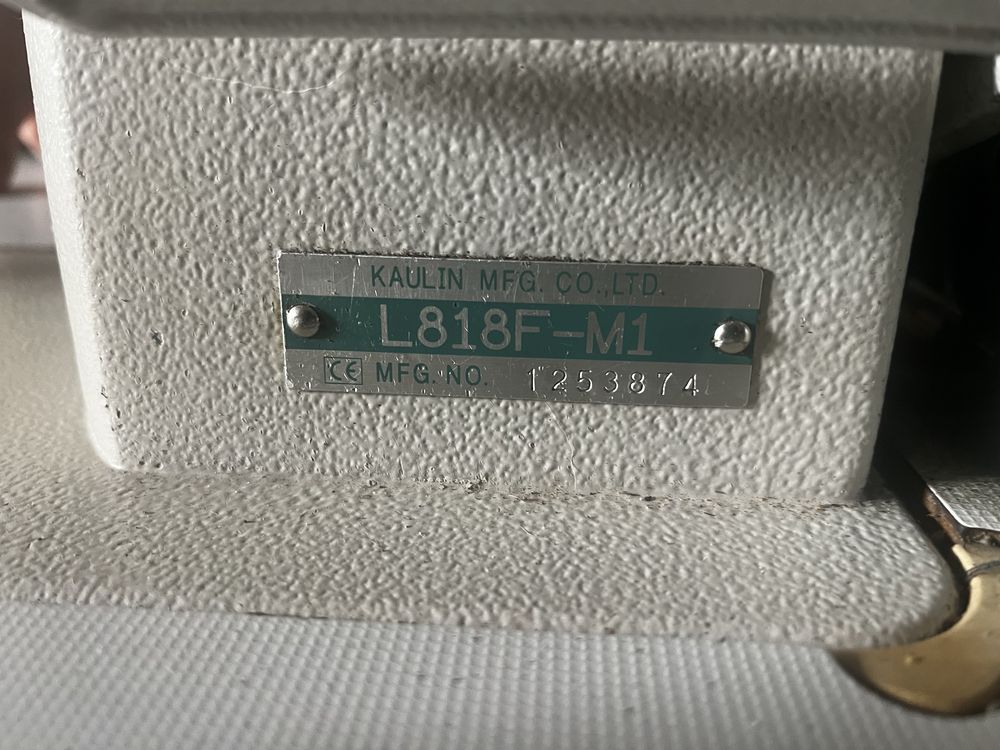 KAULIN MFG. CO.,LTD.
L818F-M1
CE MFG. NO. 1253874